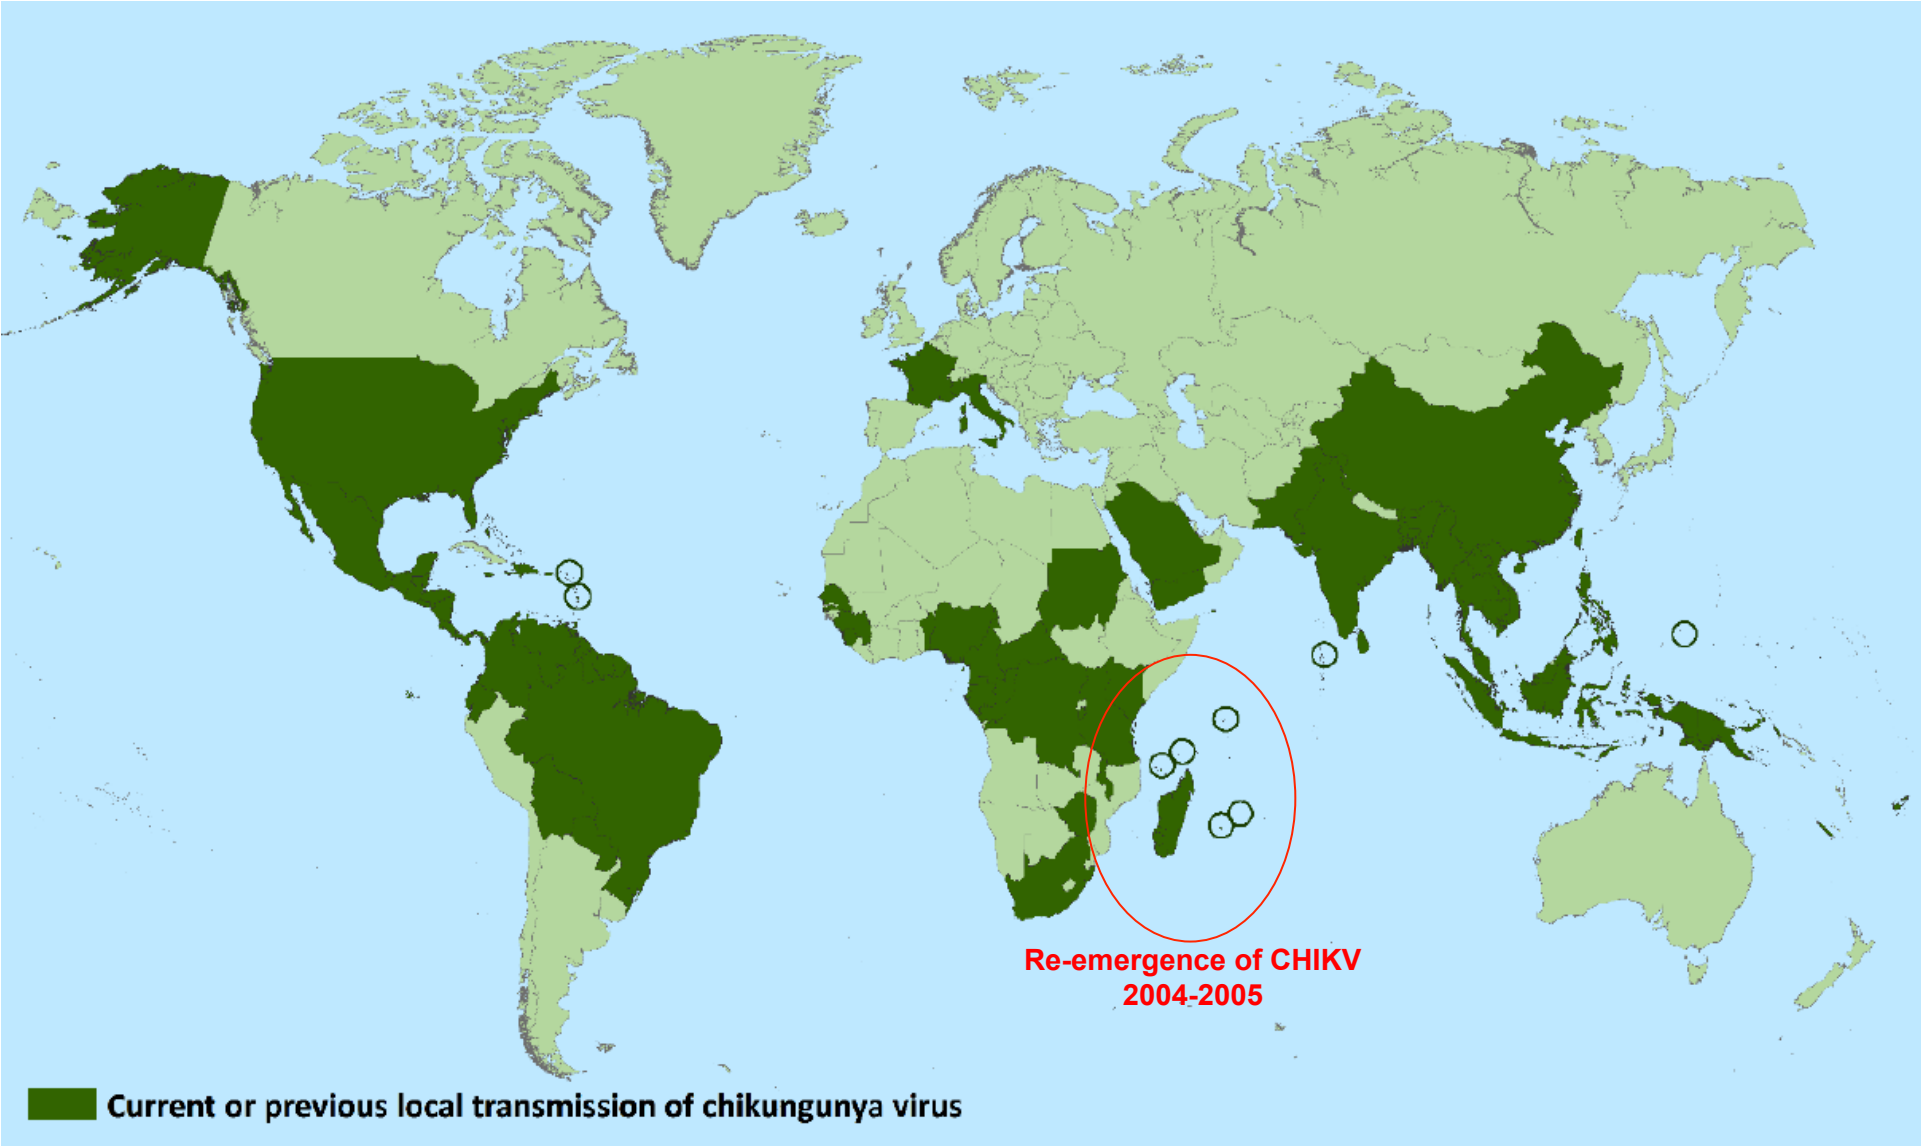 Re-emergence of CHIKV
2004-2005
Current or previous local transmission of chikungunya virus